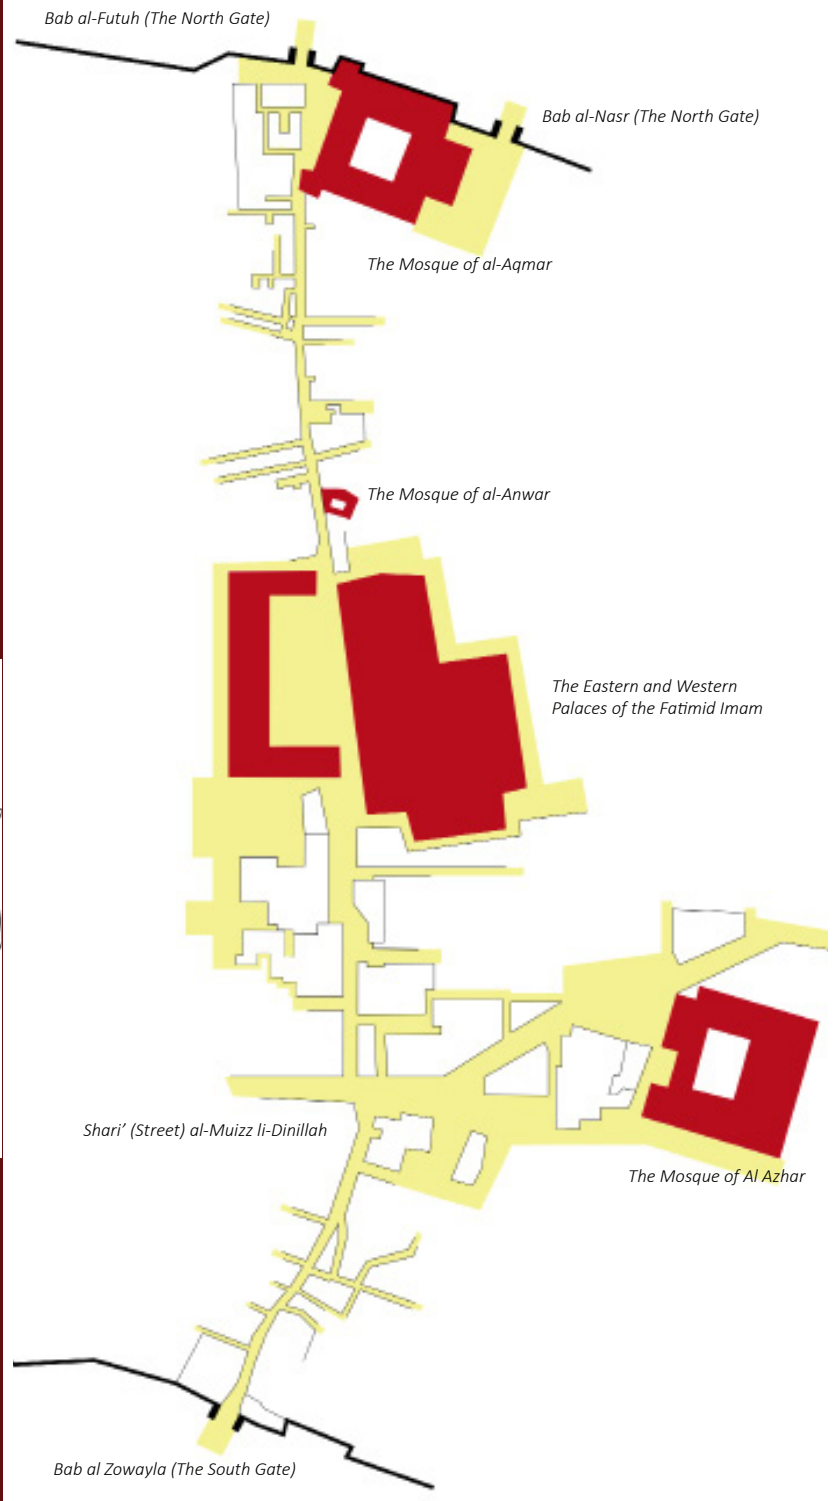 Bab al-Futuh (The North Gate)
Bab al-Nasr (The North Gate)
The Mosque of al-Aqmar
The Mosque of al-Anwar
The Eastern and Western
Palaces of the Fatimid Imam
Shari’ (Street) al-Muizz li-Dinillah
The Mosque of Al Azhar
Bab al Zowayla (The South Gate)